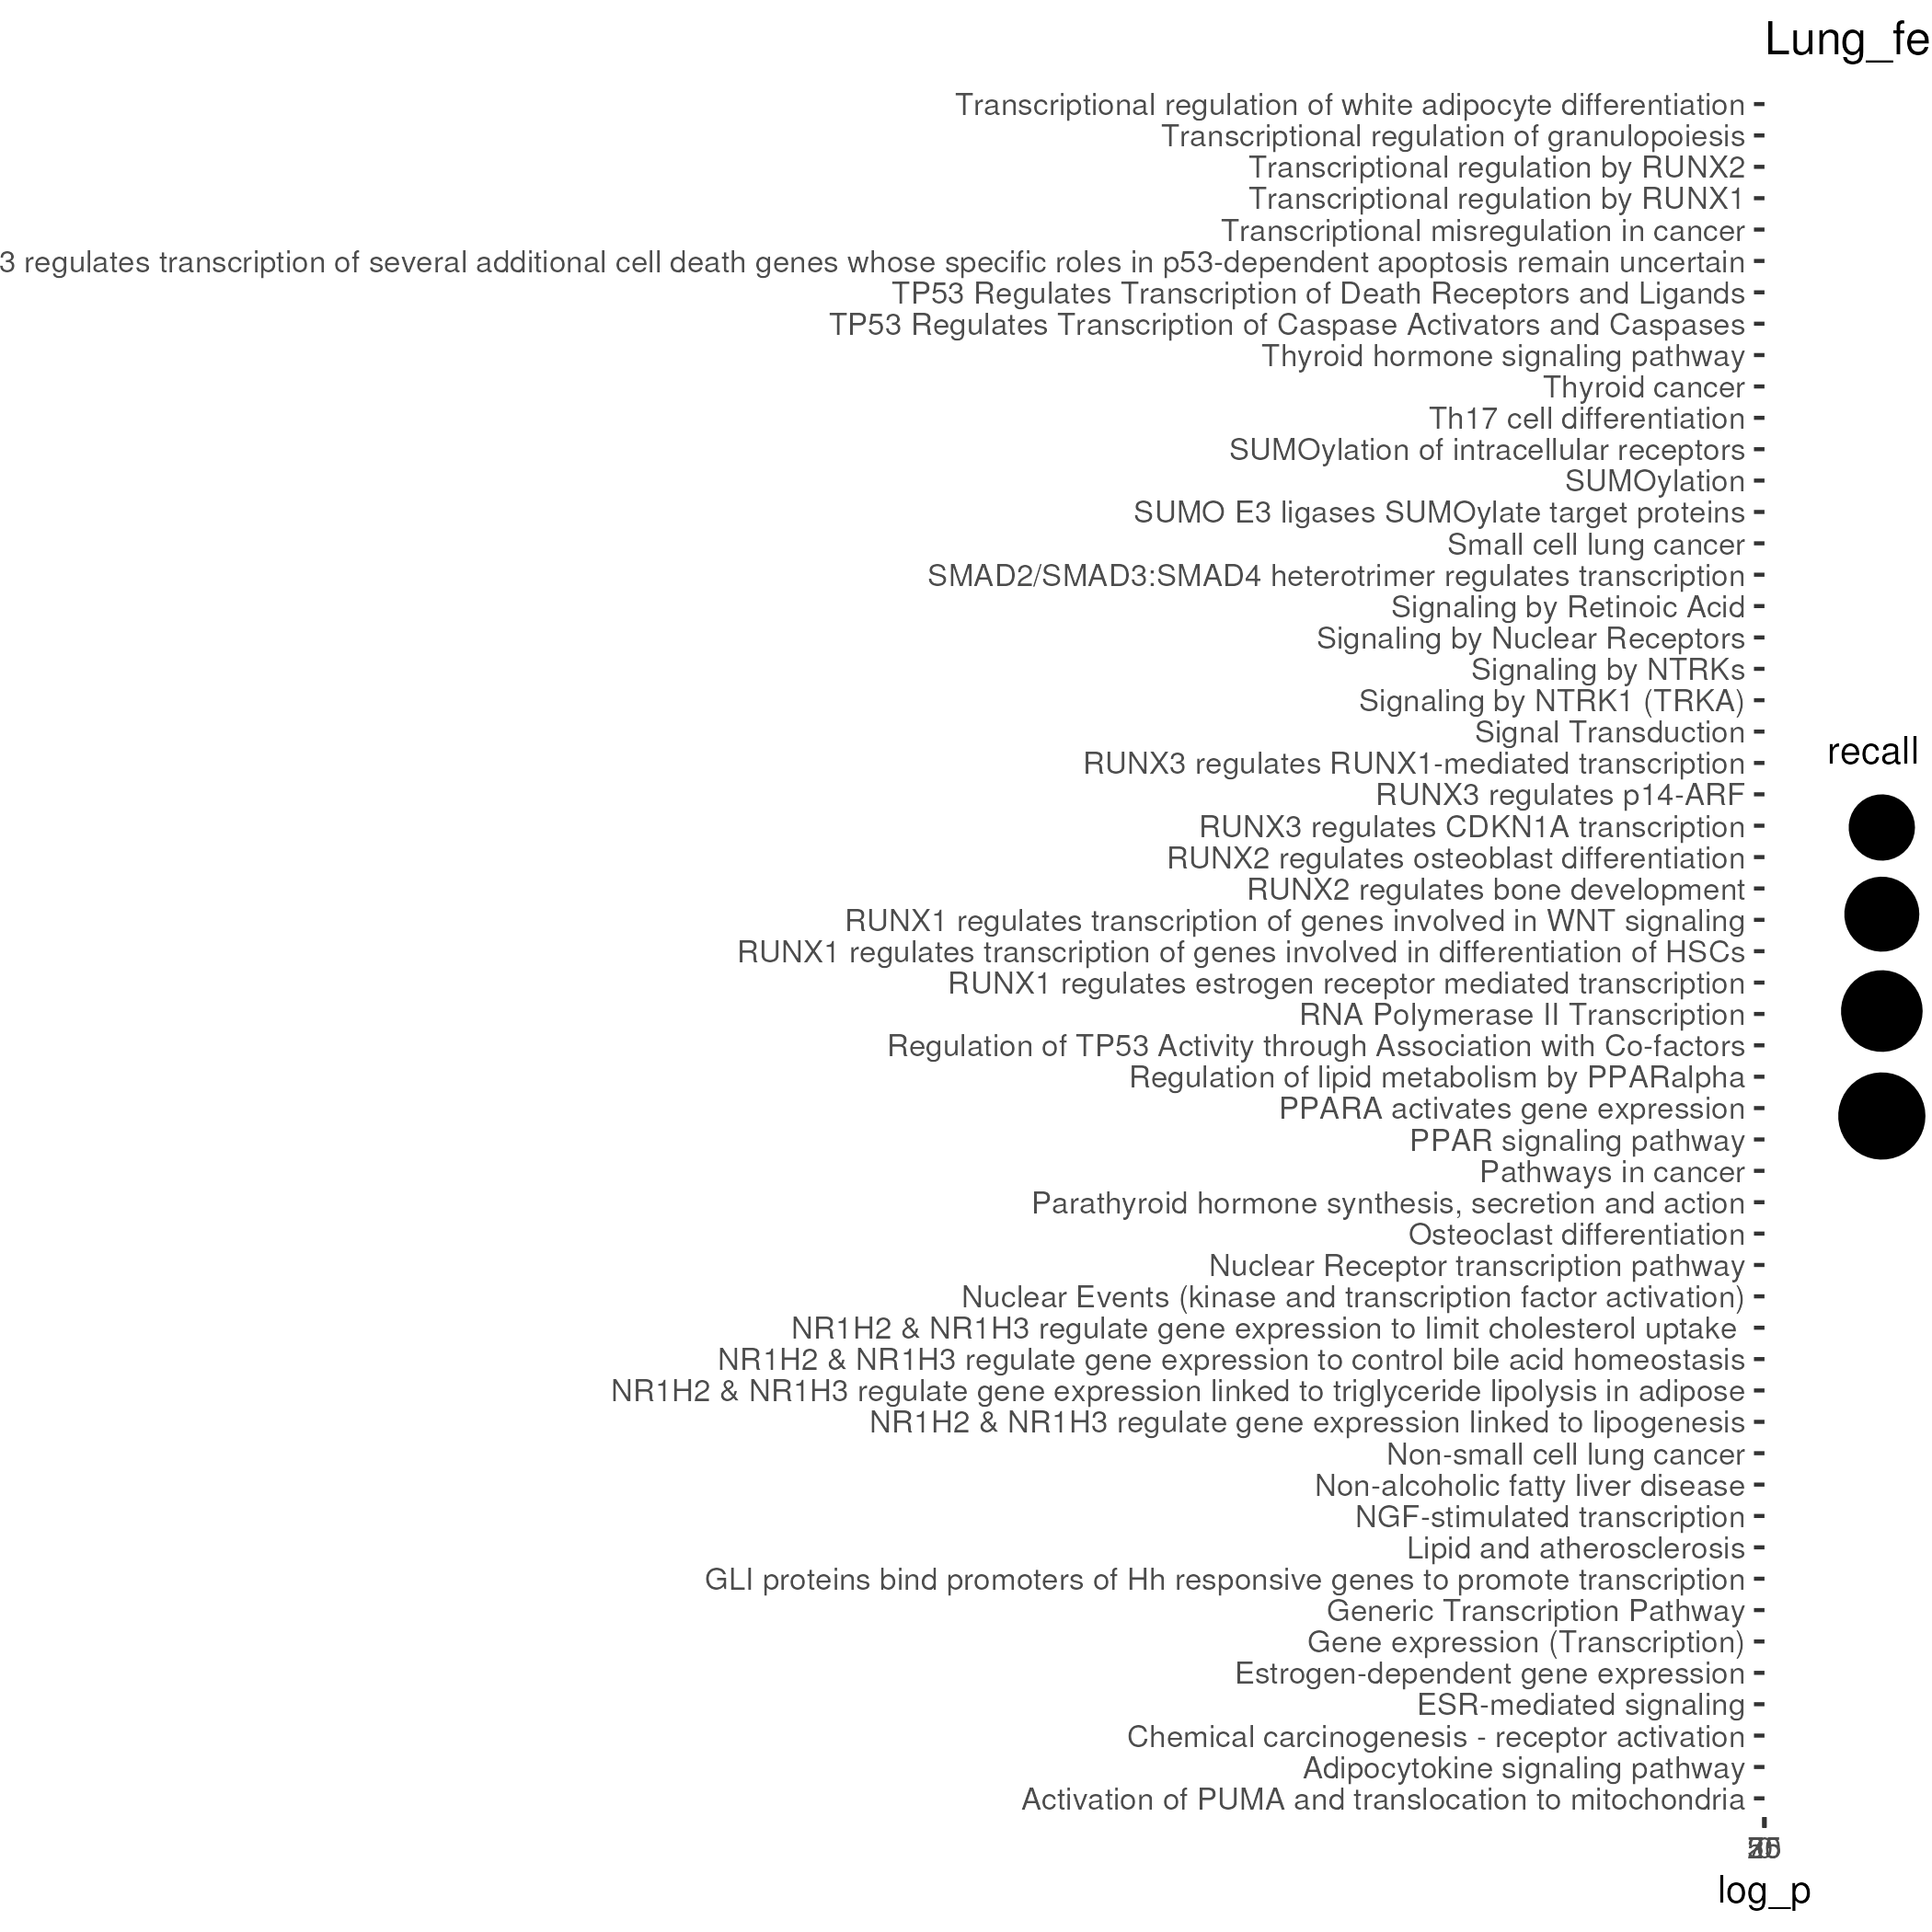 Lung_fe
Transcriptional regulation of white adipocyte differentiation
Transcriptional regulation of granulopoiesis
Transcriptional regulation by RUNX2
Transcriptional regulation by RUNX1
Transcriptional misregulation in cancer
3 regulates transcription of several additional cell death genes whose specific roles in p53-dependent apoptosis remain uncertain
TP53 Regulates Transcription of Death Receptors and Ligands
TP53 Regulates Transcription of Caspase Activators and Caspases
Thyroid hormone signaling pathway
Thyroid cancer
Th17 cell differentiation
SUMOylation of intracellular receptors
SUMOylation
SUMO E3 ligases SUMOylate target proteins
Small cell lung cancer
SMAD2/SMAD3:SMAD4 heterotrimer regulates transcription
Signaling by Retinoic Acid
Signaling by Nuclear Receptors
Signaling by NTRKs
Signaling by NTRK1 (TRKA)
Signal Transduction
recall
RUNX3 regulates RUNX1-mediated transcription
RUNX3 regulates p14-ARF
RUNX3 regulates CDKN1A transcription
RUNX2 regulates osteoblast differentiation
RUNX2 regulates bone development
RUNX1 regulates transcription of genes involved in WNT signaling
RUNX1 regulates transcription of genes involved in differentiation of HSCs
RUNX1 regulates estrogen receptor mediated transcription
RNA Polymerase II Transcription
Regulation of TP53 Activity through Association with Co-factors
Regulation of lipid metabolism by PPARalpha
PPARA activates gene expression
PPAR signaling pathway
Pathways in cancer
Parathyroid hormone synthesis, secretion and action
Osteoclast differentiation
Nuclear Receptor transcription pathway
Nuclear Events (kinase and transcription factor activation)
NR1H2 & NR1H3 regulate gene expression to limit cholesterol uptake
NR1H2 & NR1H3 regulate gene expression to control bile acid homeostasis
NR1H2 & NR1H3 regulate gene expression linked to triglyceride lipolysis in adipose
NR1H2 & NR1H3 regulate gene expression linked to lipogenesis
Non-small cell lung cancer
Non-alcoholic fatty liver disease
NGF-stimulated transcription
Lipid and atherosclerosis
GLI proteins bind promoters of Hh responsive genes to promote transcription
Generic Transcription Pathway
Gene expression (Transcription)
Estrogen-dependent gene expression
ESR-mediated signaling
Chemical carcinogenesis - receptor activation
Adipocytokine signaling pathway
Activation of PUMA and translocation to mitochondria
log_p